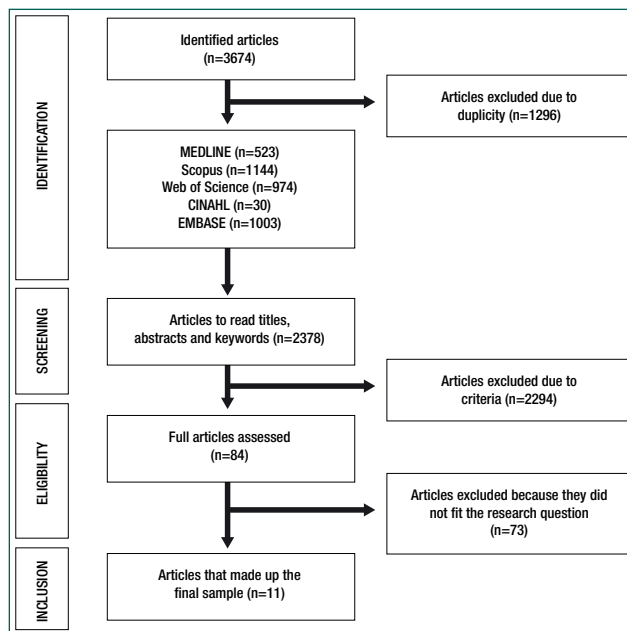 IDENTIFICATION
Identified articles
(n=3674)
Articles excluded due to
duplicity (n=1296)
MEDLINE (n=523)
Scopus (n=1144)
Web of Science (n=974)
CINAHL (n=30)
EMBASE (n=1003)
SCREENING
Articles to read titles,
abstracts and keywords (n=2378)
Articles excluded due to
criteria (n=2294)
ELIGIBILITY
Full articles assessed
(n=84)
Articles excluded because they did
not fit the research question
(n=73)
INCLUSION
Articles that made up the
final sample (n=11)